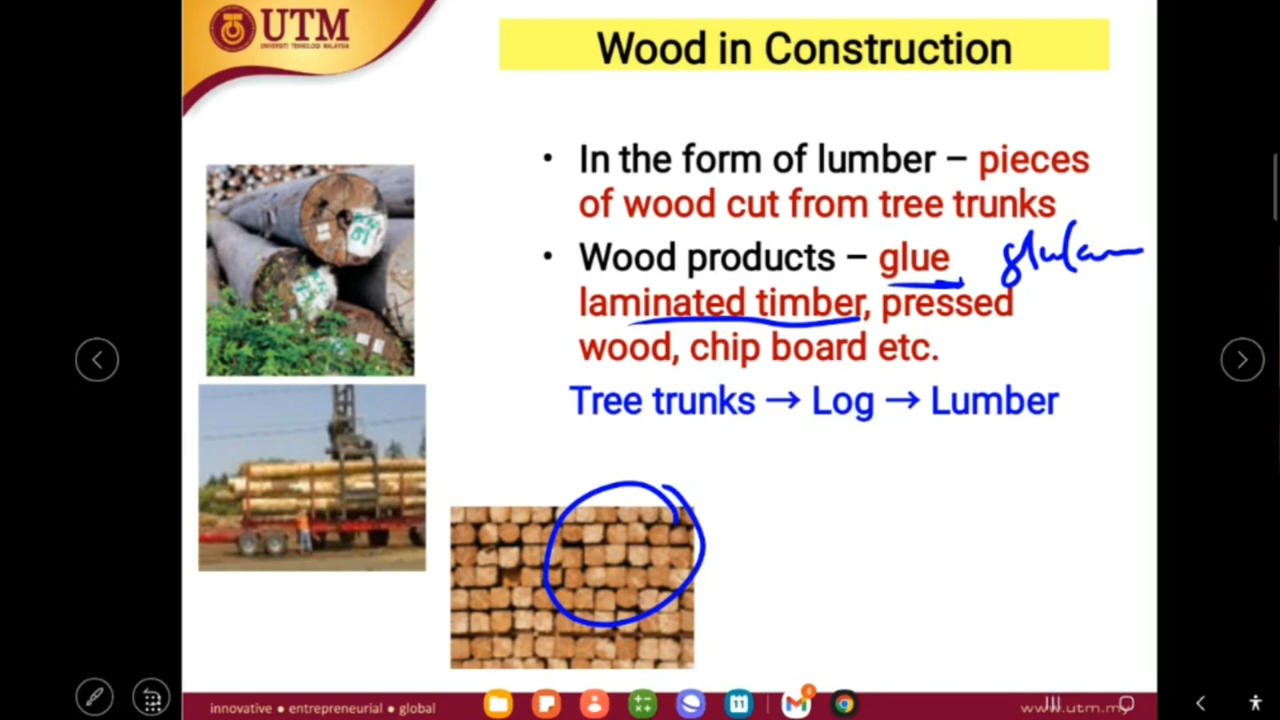 UTM
UNIVERSITI TEKNOLOGI MALAYSIA
Wood in Construction
• In the form of lumber – pieces
of wood cut from tree trunks
• Wood products – glue
glulam
laminated timber, pressed
wood, chip board etc.
Tree trunks → Log → Lumber
innovative ● entrepreneurial ● global
11
www.utm.my